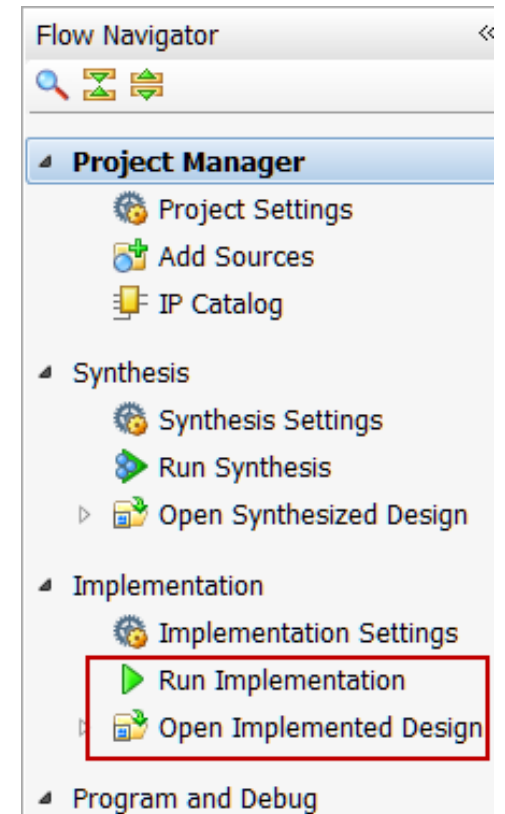 Flow Navigator
Project Manager
Project Settings
Add Sources
IP Catalog
Synthesis
Synthesis Settings
Run Synthesis
Open Synthesized Design
Implementation
Implementation Settings
Run Implementation
Open Implemented Design
Program and Debug